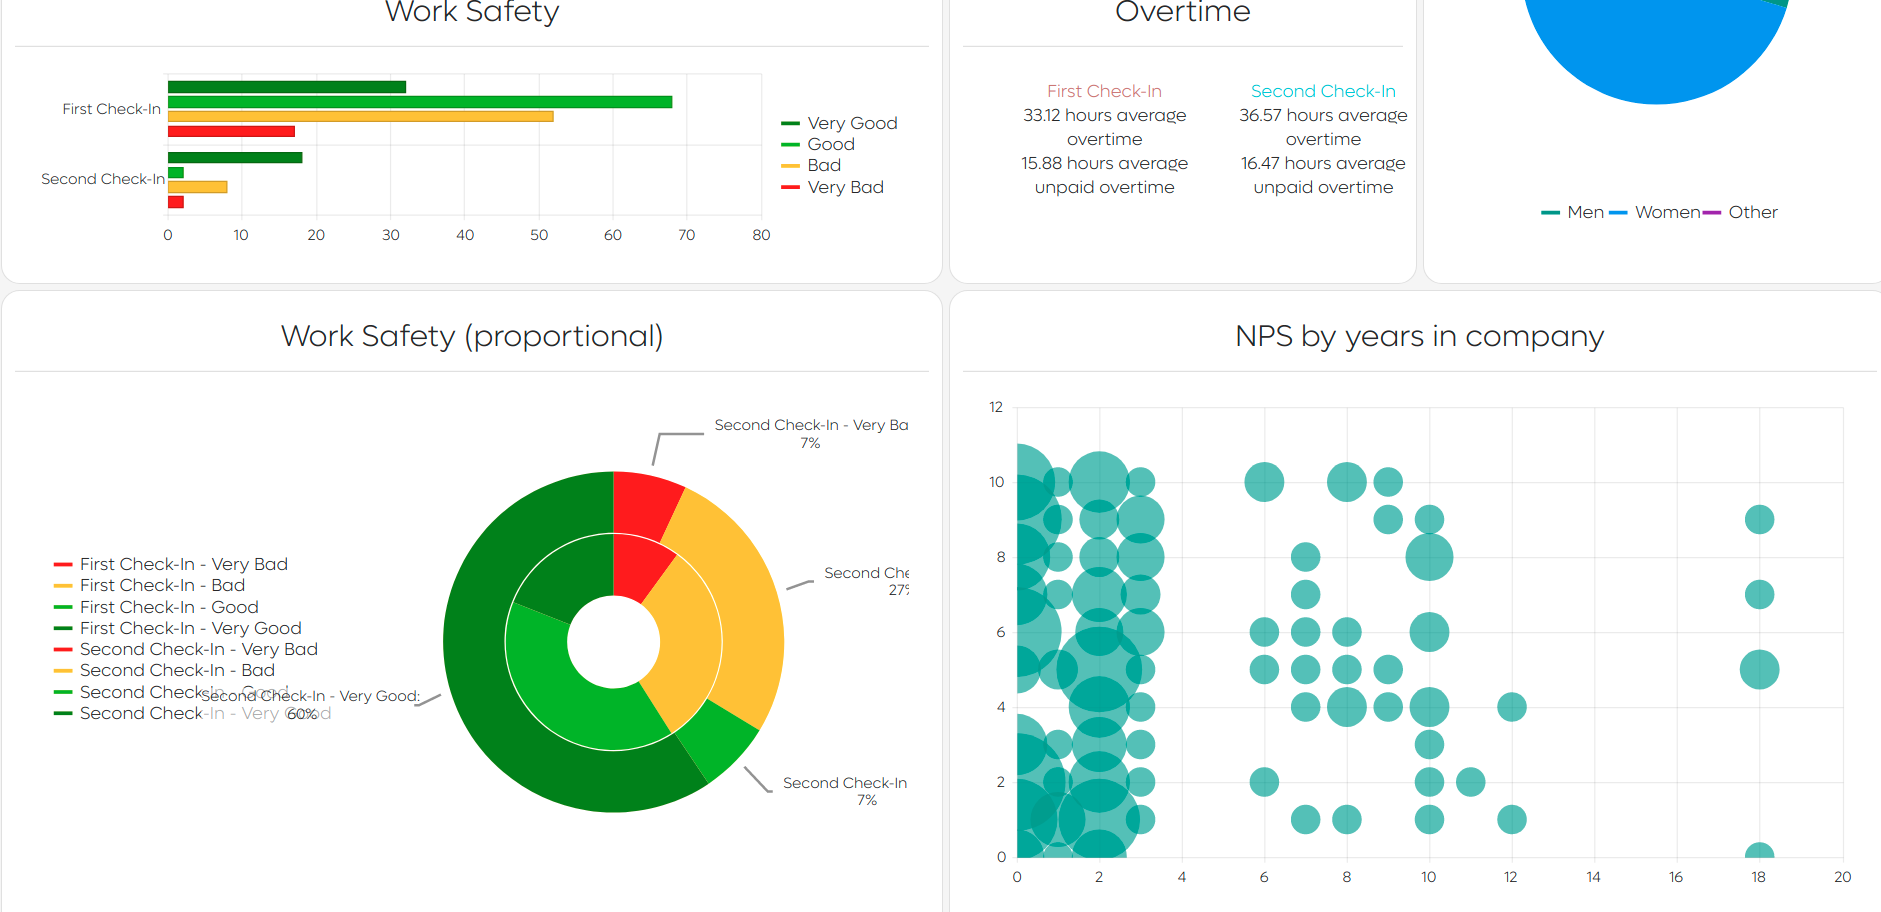 Work Safety
First Check-In
Second Check-In
0 10 20 30 40 50 60 70 80
Very Good
Good
Bad
Very Bad
Overtime
First Check-In
33.12 hours average
overtime
15.88 hours average
unpaid overtime
Second Check-In
36.57 hours average
overtime
16.47 hours average
unpaid overtime
Men Women Other
Work Safety (proportional)
First Check-In - Very Bad
First Check-In - Bad
First Check-In - Good
First Check-In - Very Good
Second Check-In - Very Bad
Second Check-In - Bad
Second Check-In - Good
Second Check-In - Very Good
Second Check-In - Very Ba
7%
Second Che
27%
Second Check-In
7%
Second Check-In - Very Good:
60%
NPS by years in company
12
10
8
6
4
2
0
0 2 4 6 8 10 12 14 16 18 20